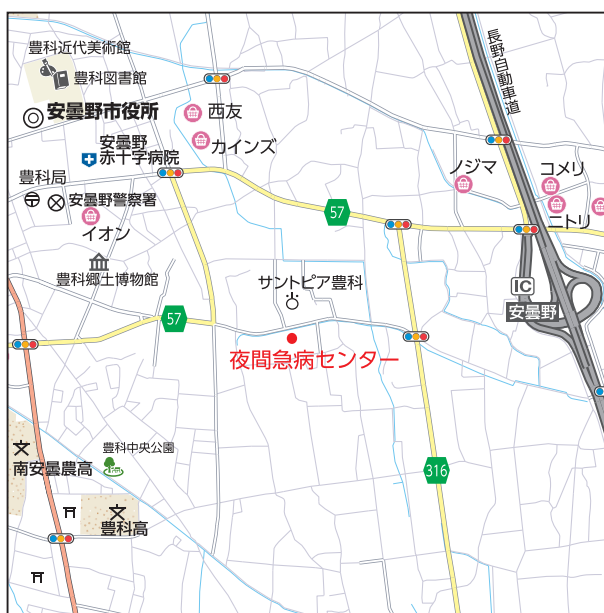 豊科近代美術館
豊科図書館
長野自動車道
安曇野市役所
西友
安曇野
赤十字病院
カインズ
ノジマ
コメリ
豊科局
安曇野警察署
イオン
57
ニトリ
豊科郷土博物館
サントピア豊科
IC
安曇野
57
夜間急病センター
豊科中央公園
南安曇農高
316
豊科高